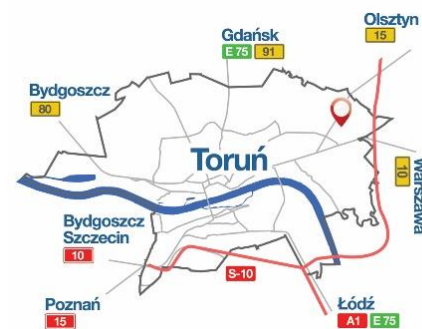 Olsztyn
15
Gdańsk
E 75 91
Bydgoszcz
80
Toruń
10
Warszawa
Bydgoszcz
Szczecin
10
S-10
Poznań
15
Łódź
A1 E 75